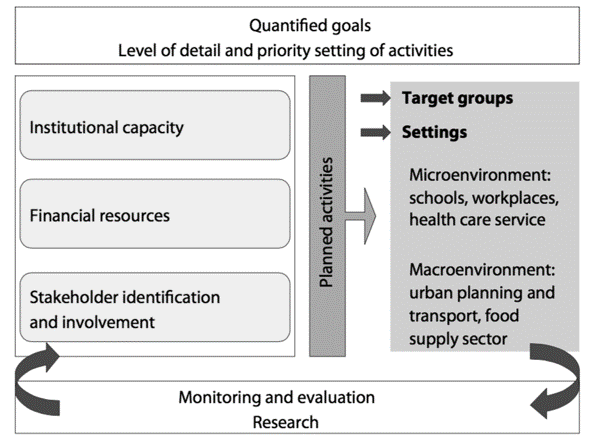 Quantified goals
Level of detail and priority setting of activities
Institutional capacity
Financial resources
Stakeholder identification
and involvement
Planned activities
Target groups
Settings
Microenvironment:
schools, workplaces,
health care service
Macroenvironment:
urban planning and
transport, food
supply sector
Monitoring and evaluation
Research